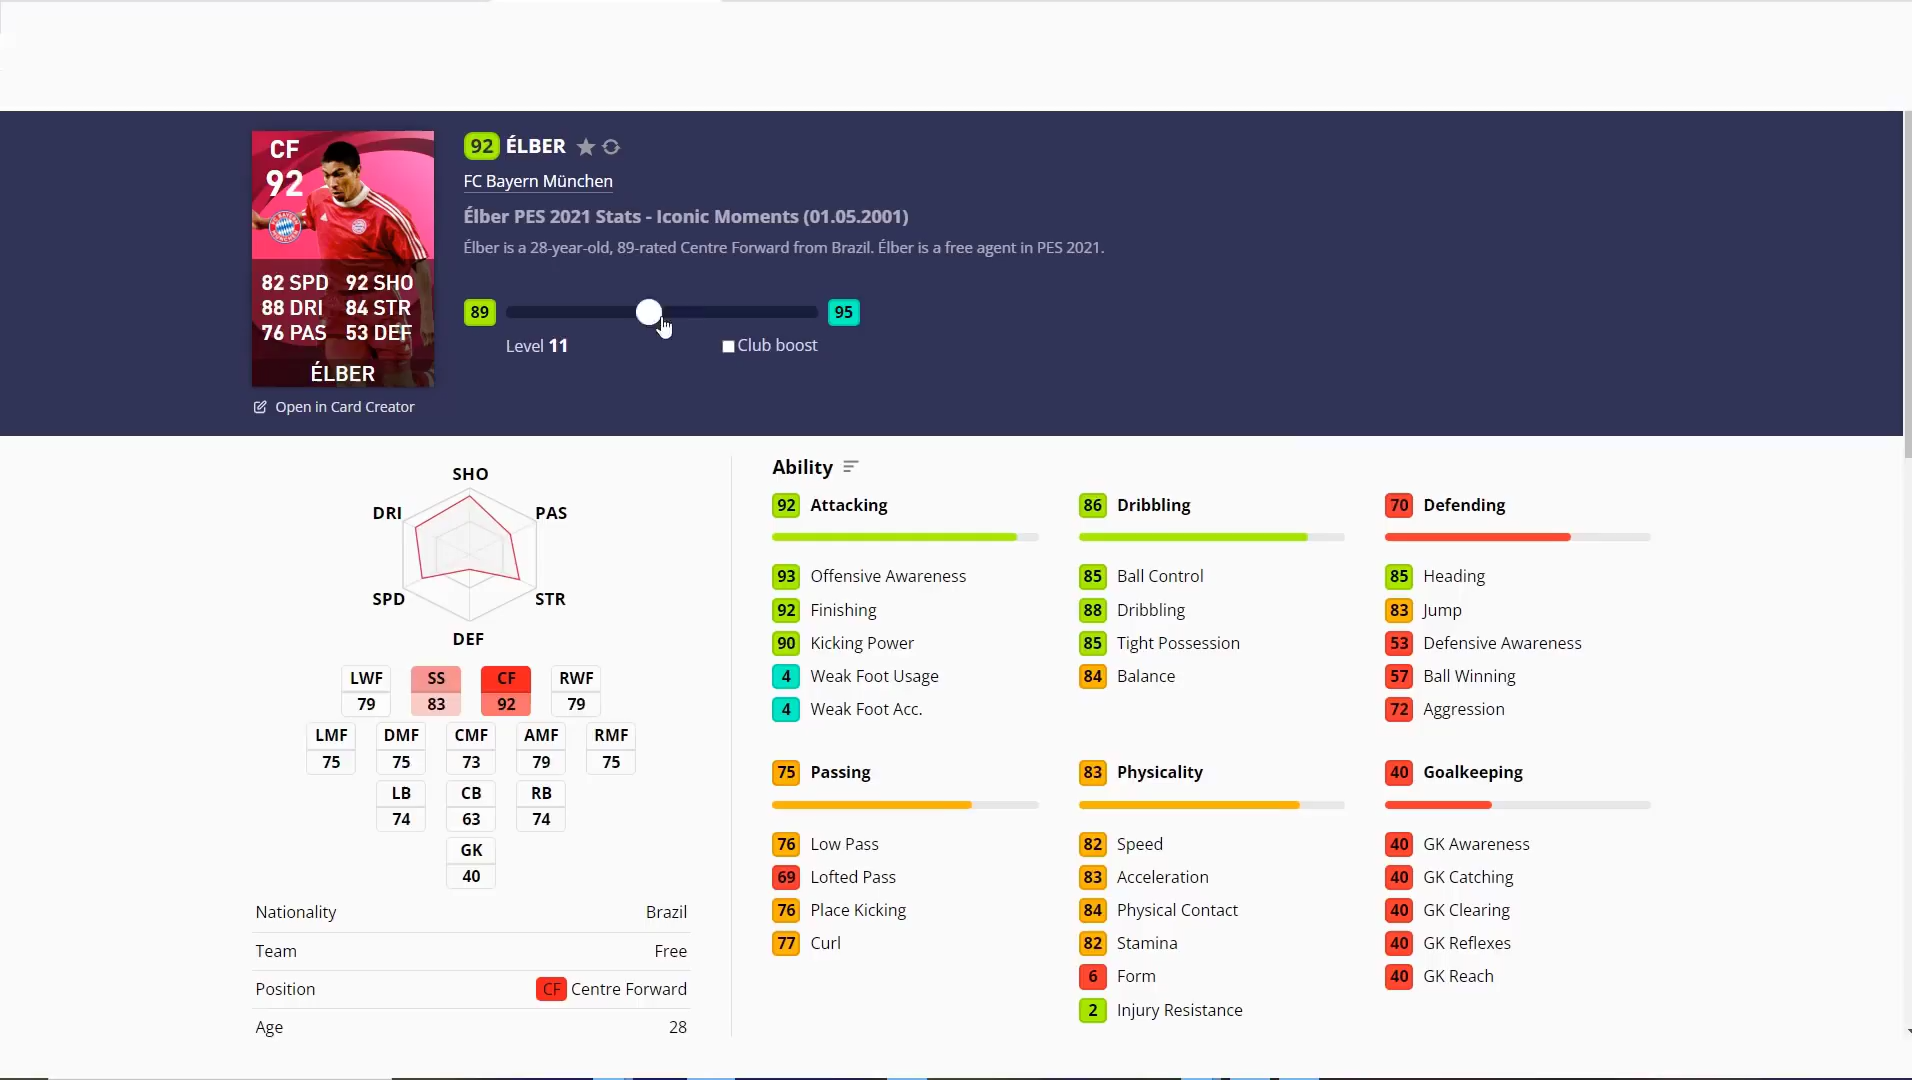 CF
92
82 SPD 92 SHO
88 DRI 84 STR
76 PAS 53 DEF
ÉLBER
Open in Card Creator
92 ÉLBER
FC Bayern München
Élber PES 2021 Stats - Iconic Moments (01.05.2001)
Élber is a 28-year-old, 89-rated Centre Forward from Brazil. Élber is a free agent in PES 2021.
89 95
Level 11 Club boost
SHO
DRI PAS
SPD STR
DEF
LWF SS CF RWF
79 83 92 79
LMF DMF CMF AMF RMF
75 75 73 79 75
LB CB RB
74 63 74
GK
40
Nationality Brazil
Team Free
Position CF Centre Forward
Age 28
Ability
92 Attacking
93 Offensive Awareness
92 Finishing
90 Kicking Power
4 Weak Foot Usage
4 Weak Foot Acc.
86 Dribbling
85 Ball Control
88 Dribbling
85 Tight Possession
84 Balance
70 Defending
85 Heading
83 Jump
53 Defensive Awareness
57 Ball Winning
72 Aggression
75 Passing
76 Low Pass
69 Lofted Pass
76 Place Kicking
77 Curl
83 Physicality
82 Speed
83 Acceleration
84 Physical Contact
82 Stamina
6 Form
2 Injury Resistance
40 Goalkeeping
40 GK Awareness
40 GK Catching
40 GK Clearing
40 GK Reflexes
40 GK Reach